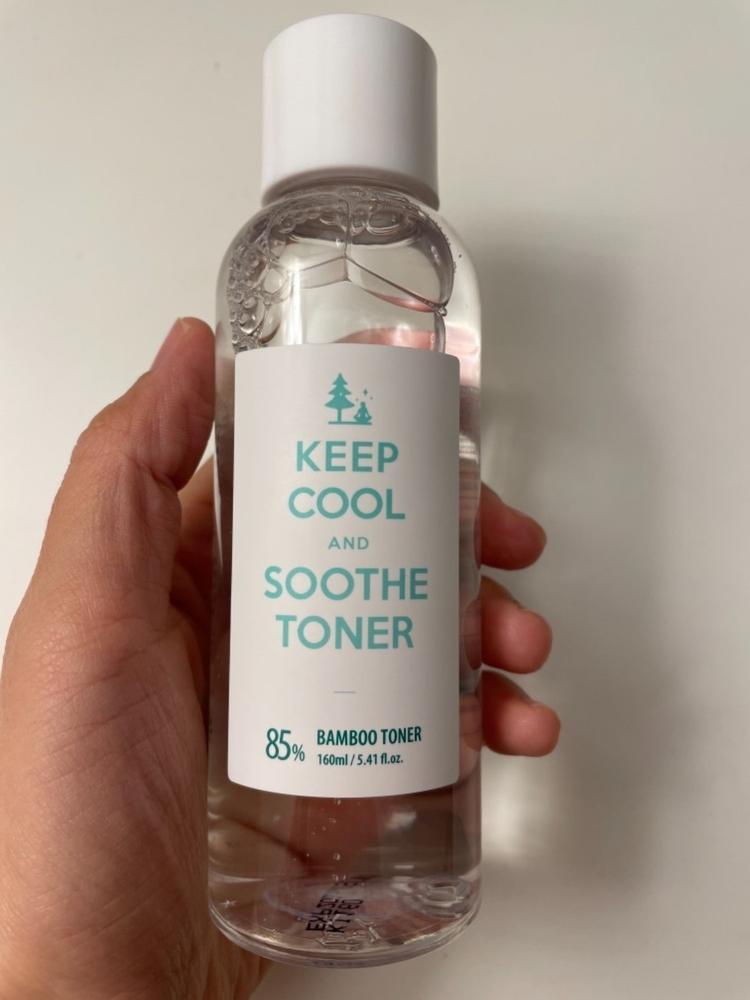 KEEP
COOL
AND
SOOTHE
TONER
85% BAMBOO TONER
160ml / 5.41 fl.oz.